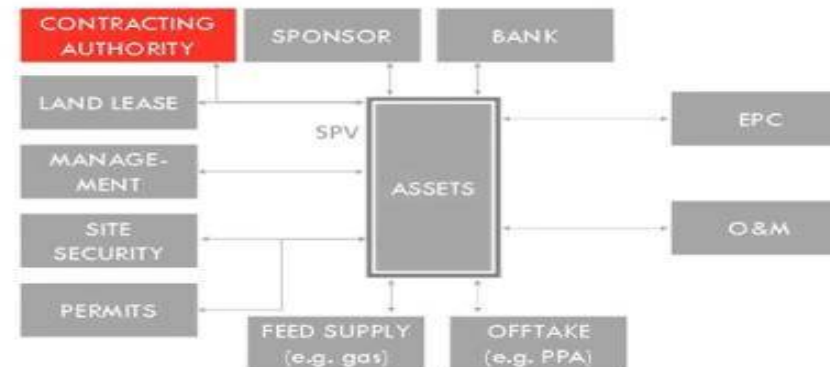 CONTRACTING
AUTHORITY
SPONSOR
BANK
LAND LEASE
SPV
EPC
MANAGE-
MENT
ASSETS
SITE
SECURITY
O&M
PERMITS
FEED SUPPLY
(e.g. gas)
OFFTAKE
(e.g. PPA)